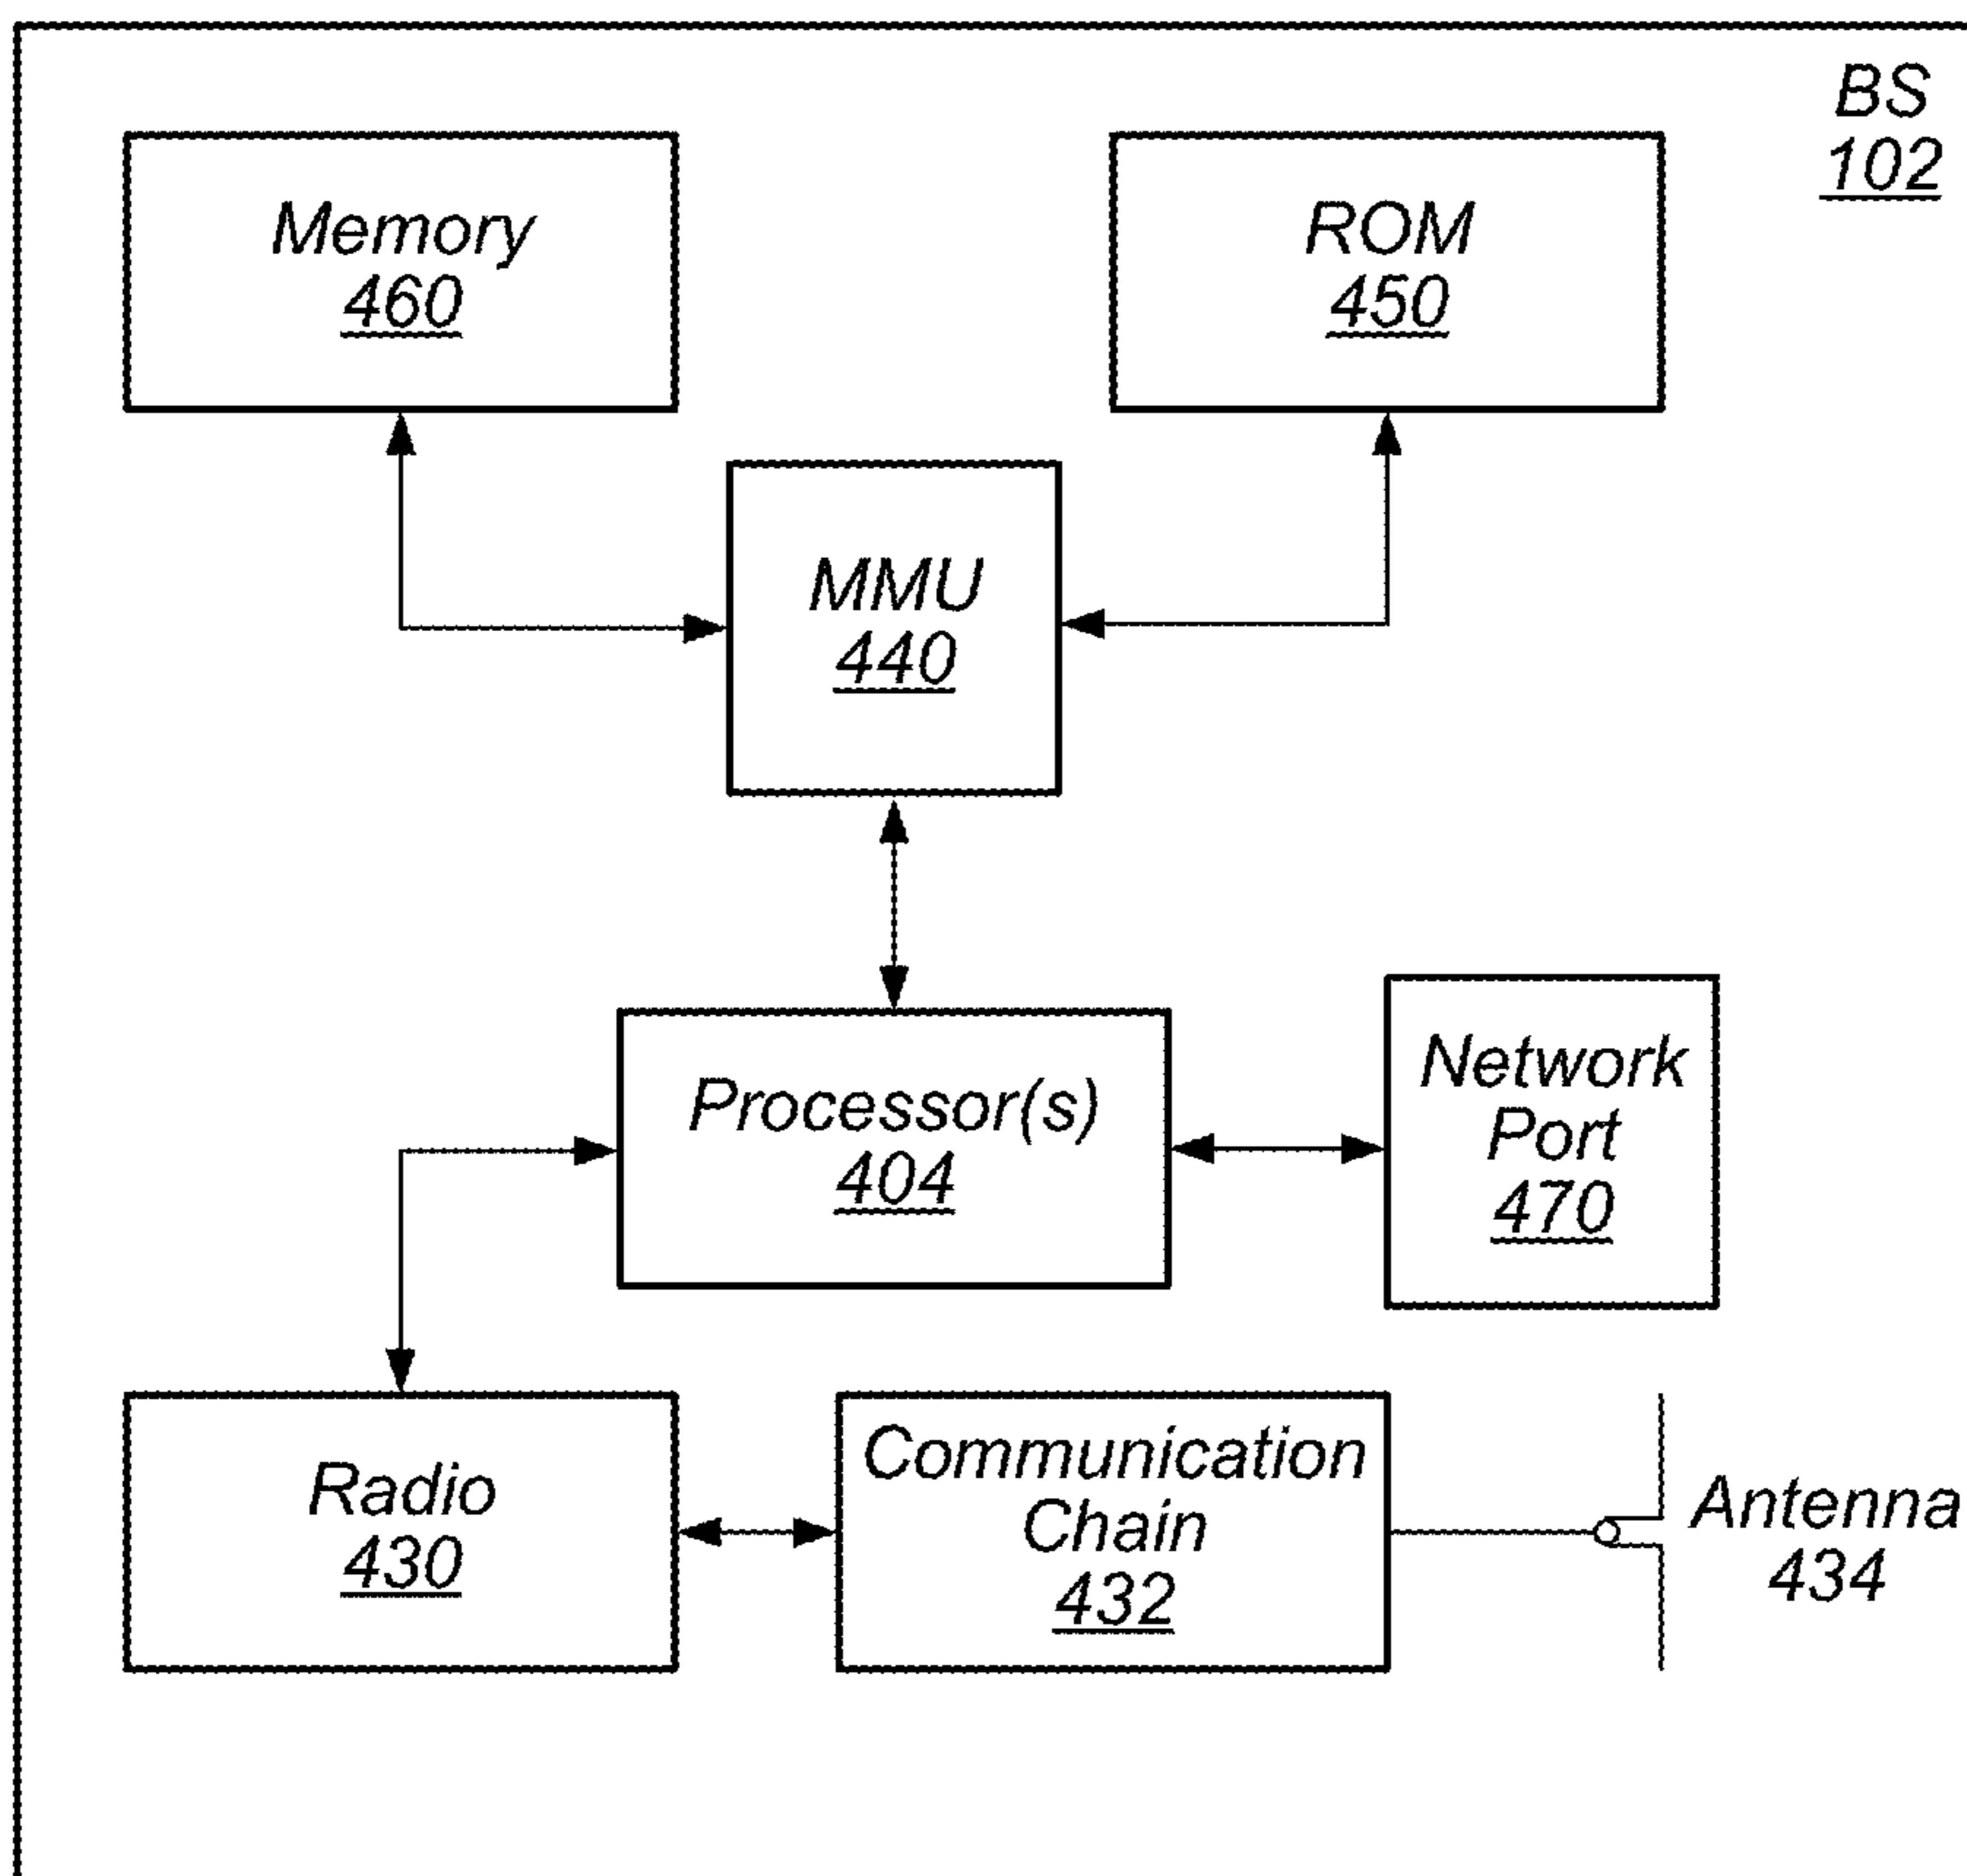 BS
102
Memory
460
ROM
450
MMU
440
Processor(s)
404
Network
Port
470
Radio
430
Communication
Chain
432
Antenna
434